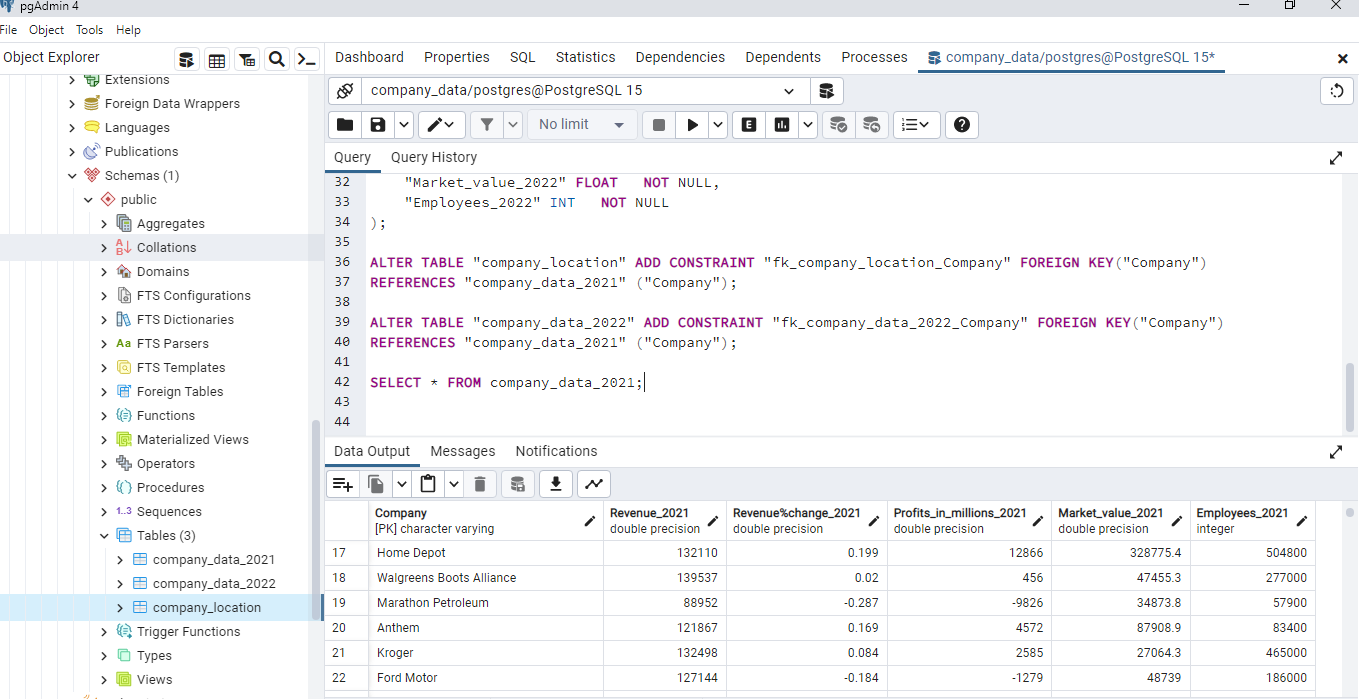 pgAdmin 4
File Object Tools Help
Object Explorer
Dashboard Properties SQL Statistics Dependencies Dependents Processes company_data/postgres@PostgreSQL 15*
company_data/postgres@PostgreSQL 15
No limit
E
Query Query History
Extensions
Foreign Data Wrappers
Languages
Publications
Schemas (1)
public
Aggregates
Collations
Domains
FTS Configurations
FTS Dictionaries
Aa FTS Parsers
FTS Templates
Foreign Tables
Functions
Materialized Views
Operators
Procedures
1..3 Sequences
Tables (3)
company_data_2021
company_data_2022
company_location
Trigger Functions
Types
Views
32 "Market_value_2022" FLOAT NOT NULL,
33 "Employees_2022" INT NOT NULL
34 );
35
36 ALTER TABLE "company_location" ADD CONSTRAINT "fk_company_location_Company" FOREIGN KEY("Company")
37 REFERENCES "company_data_2021" ("Company");
38
39 ALTER TABLE "company_data_2022" ADD CONSTRAINT "fk_company_data_2022_Company" FOREIGN KEY("Company")
40 REFERENCES "company_data_2021" ("Company");
41
42 SELECT * FROM company_data_2021;
43
44
Data Output Messages Notifications
Company Revenue_2021 Revenue%change_2021 Profits_in_millions_2021 Market_value_2021 Employees_2021
[PK] character varying double precision double precision double precision double precision integer
17 Home Depot 132110 0.199 12866 328775.4 504800
18 Walgreens Boots Alliance 139537 0.02 456 47455.3 277000
19 Marathon Petroleum 88952 -0.287 -9826 34873.8 57900
20 Anthem 121867 0.169 4572 87908.9 83400
21 Kroger 132498 0.084 2585 27064.3 465000
22 Ford Motor 127144 -0.184 -1279 48739 186000